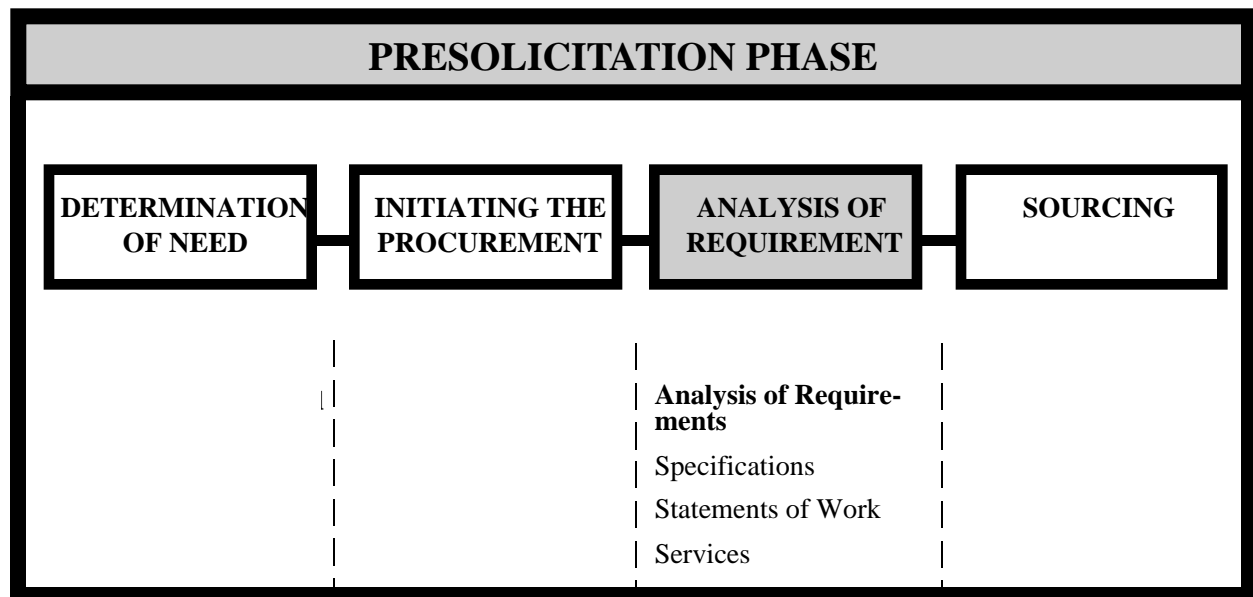 PRESOLICITATION PHASE
DETERMINATION
OF NEED
INITIATING THE
PROCUREMENT
ANALYSIS OF
REQUIREMENT
SOURCING
Analysis of Require-
ments
Specifications
Statements of Work
Services